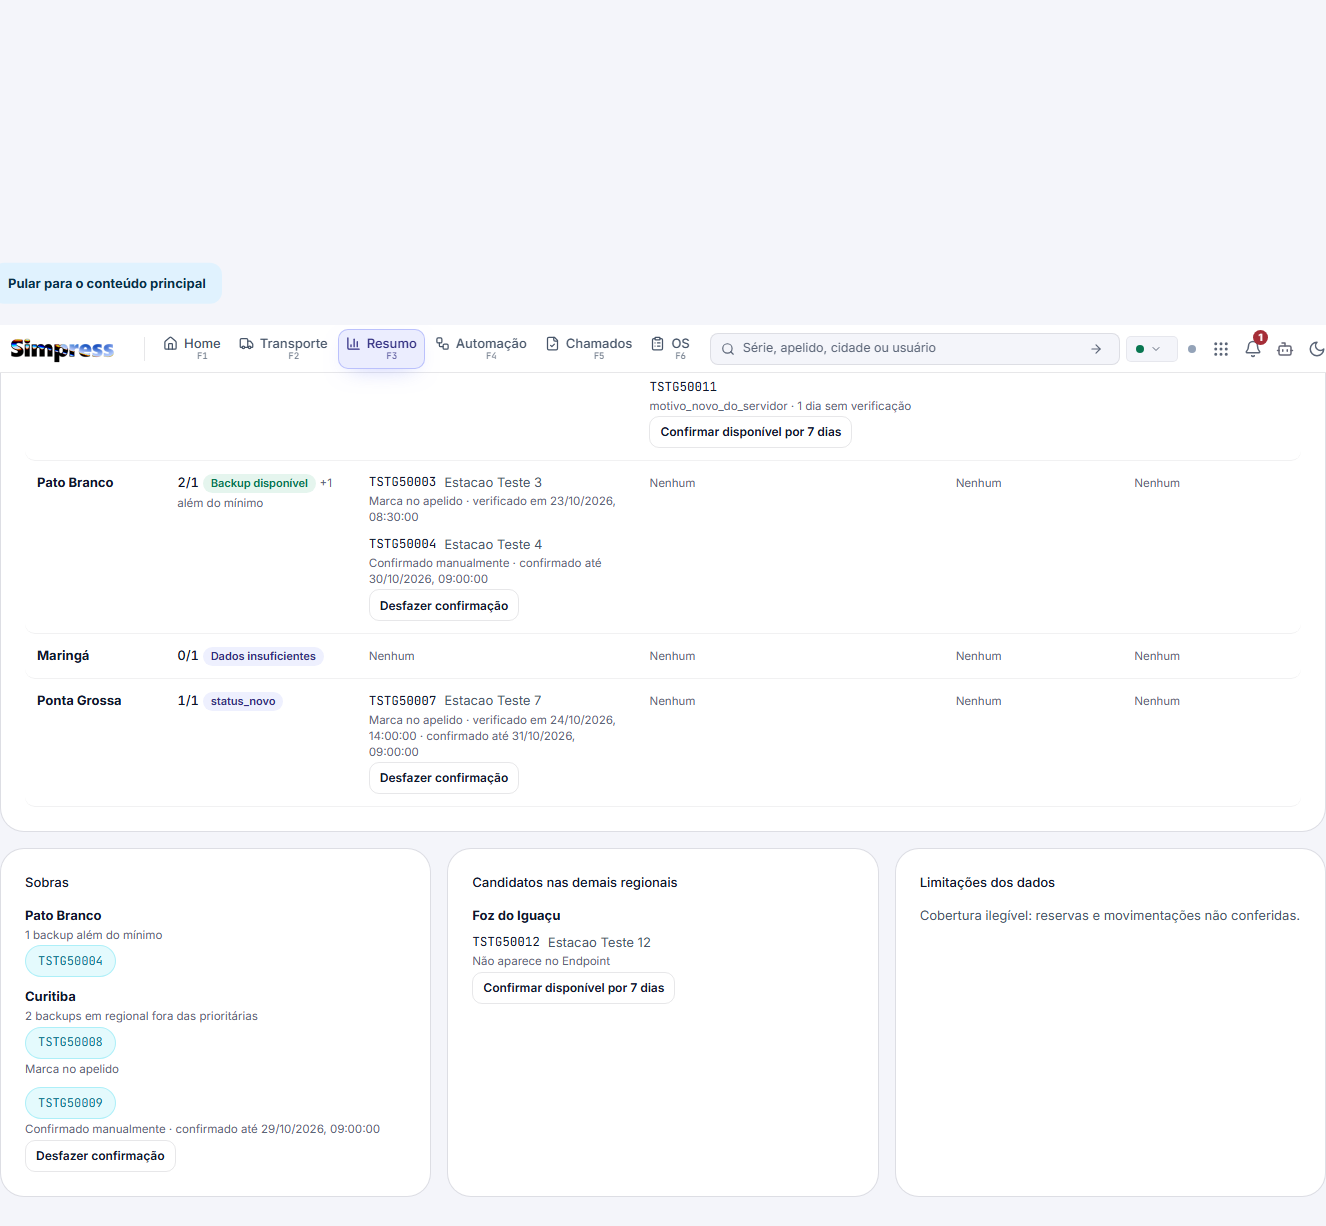 Pular para o conteúdo principal
Simpress
Home
F1
Transporte
F2
Resumo
F3
Automação
F4
Chamados
F5
OS
F6
Série, apelido, cidade ou usuário
1
TSTG50011
motivo_novo_do_servidor · 1 dia sem verificação
Confirmar disponível por 7 dias
Pato Branco
2/1 Backup disponível +1
além do mínimo
TSTG50003 Estacao Teste 3
Marca no apelido · verificado em 23/10/2026,
08:30:00
TSTG50004 Estacao Teste 4
Confirmado manualmente · confirmado até
30/10/2026, 09:00:00
Desfazer confirmação
Nenhum
Nenhum
Nenhum
Maringá
0/1 Dados insuficientes
Nenhum
Nenhum
Nenhum
Nenhum
Ponta Grossa
1/1 status_novo
TSTG50007 Estacao Teste 7
Marca no apelido · verificado em 24/10/2026,
14:00:00 · confirmado até 31/10/2026,
09:00:00
Desfazer confirmação
Nenhum
Nenhum
Nenhum
Sobras
Pato Branco
1 backup além do mínimo
TSTG50004
Curitiba
2 backups em regional fora das prioritárias
TSTG50008
Marca no apelido
TSTG50009
Confirmado manualmente · confirmado até 29/10/2026, 09:00:00
Desfazer confirmação
Candidatos nas demais regionais
Foz do Iguaçu
TSTG50012 Estacao Teste 12
Não aparece no Endpoint
Confirmar disponível por 7 dias
Limitações dos dados
Cobertura ilegível: reservas e movimentações não conferidas.